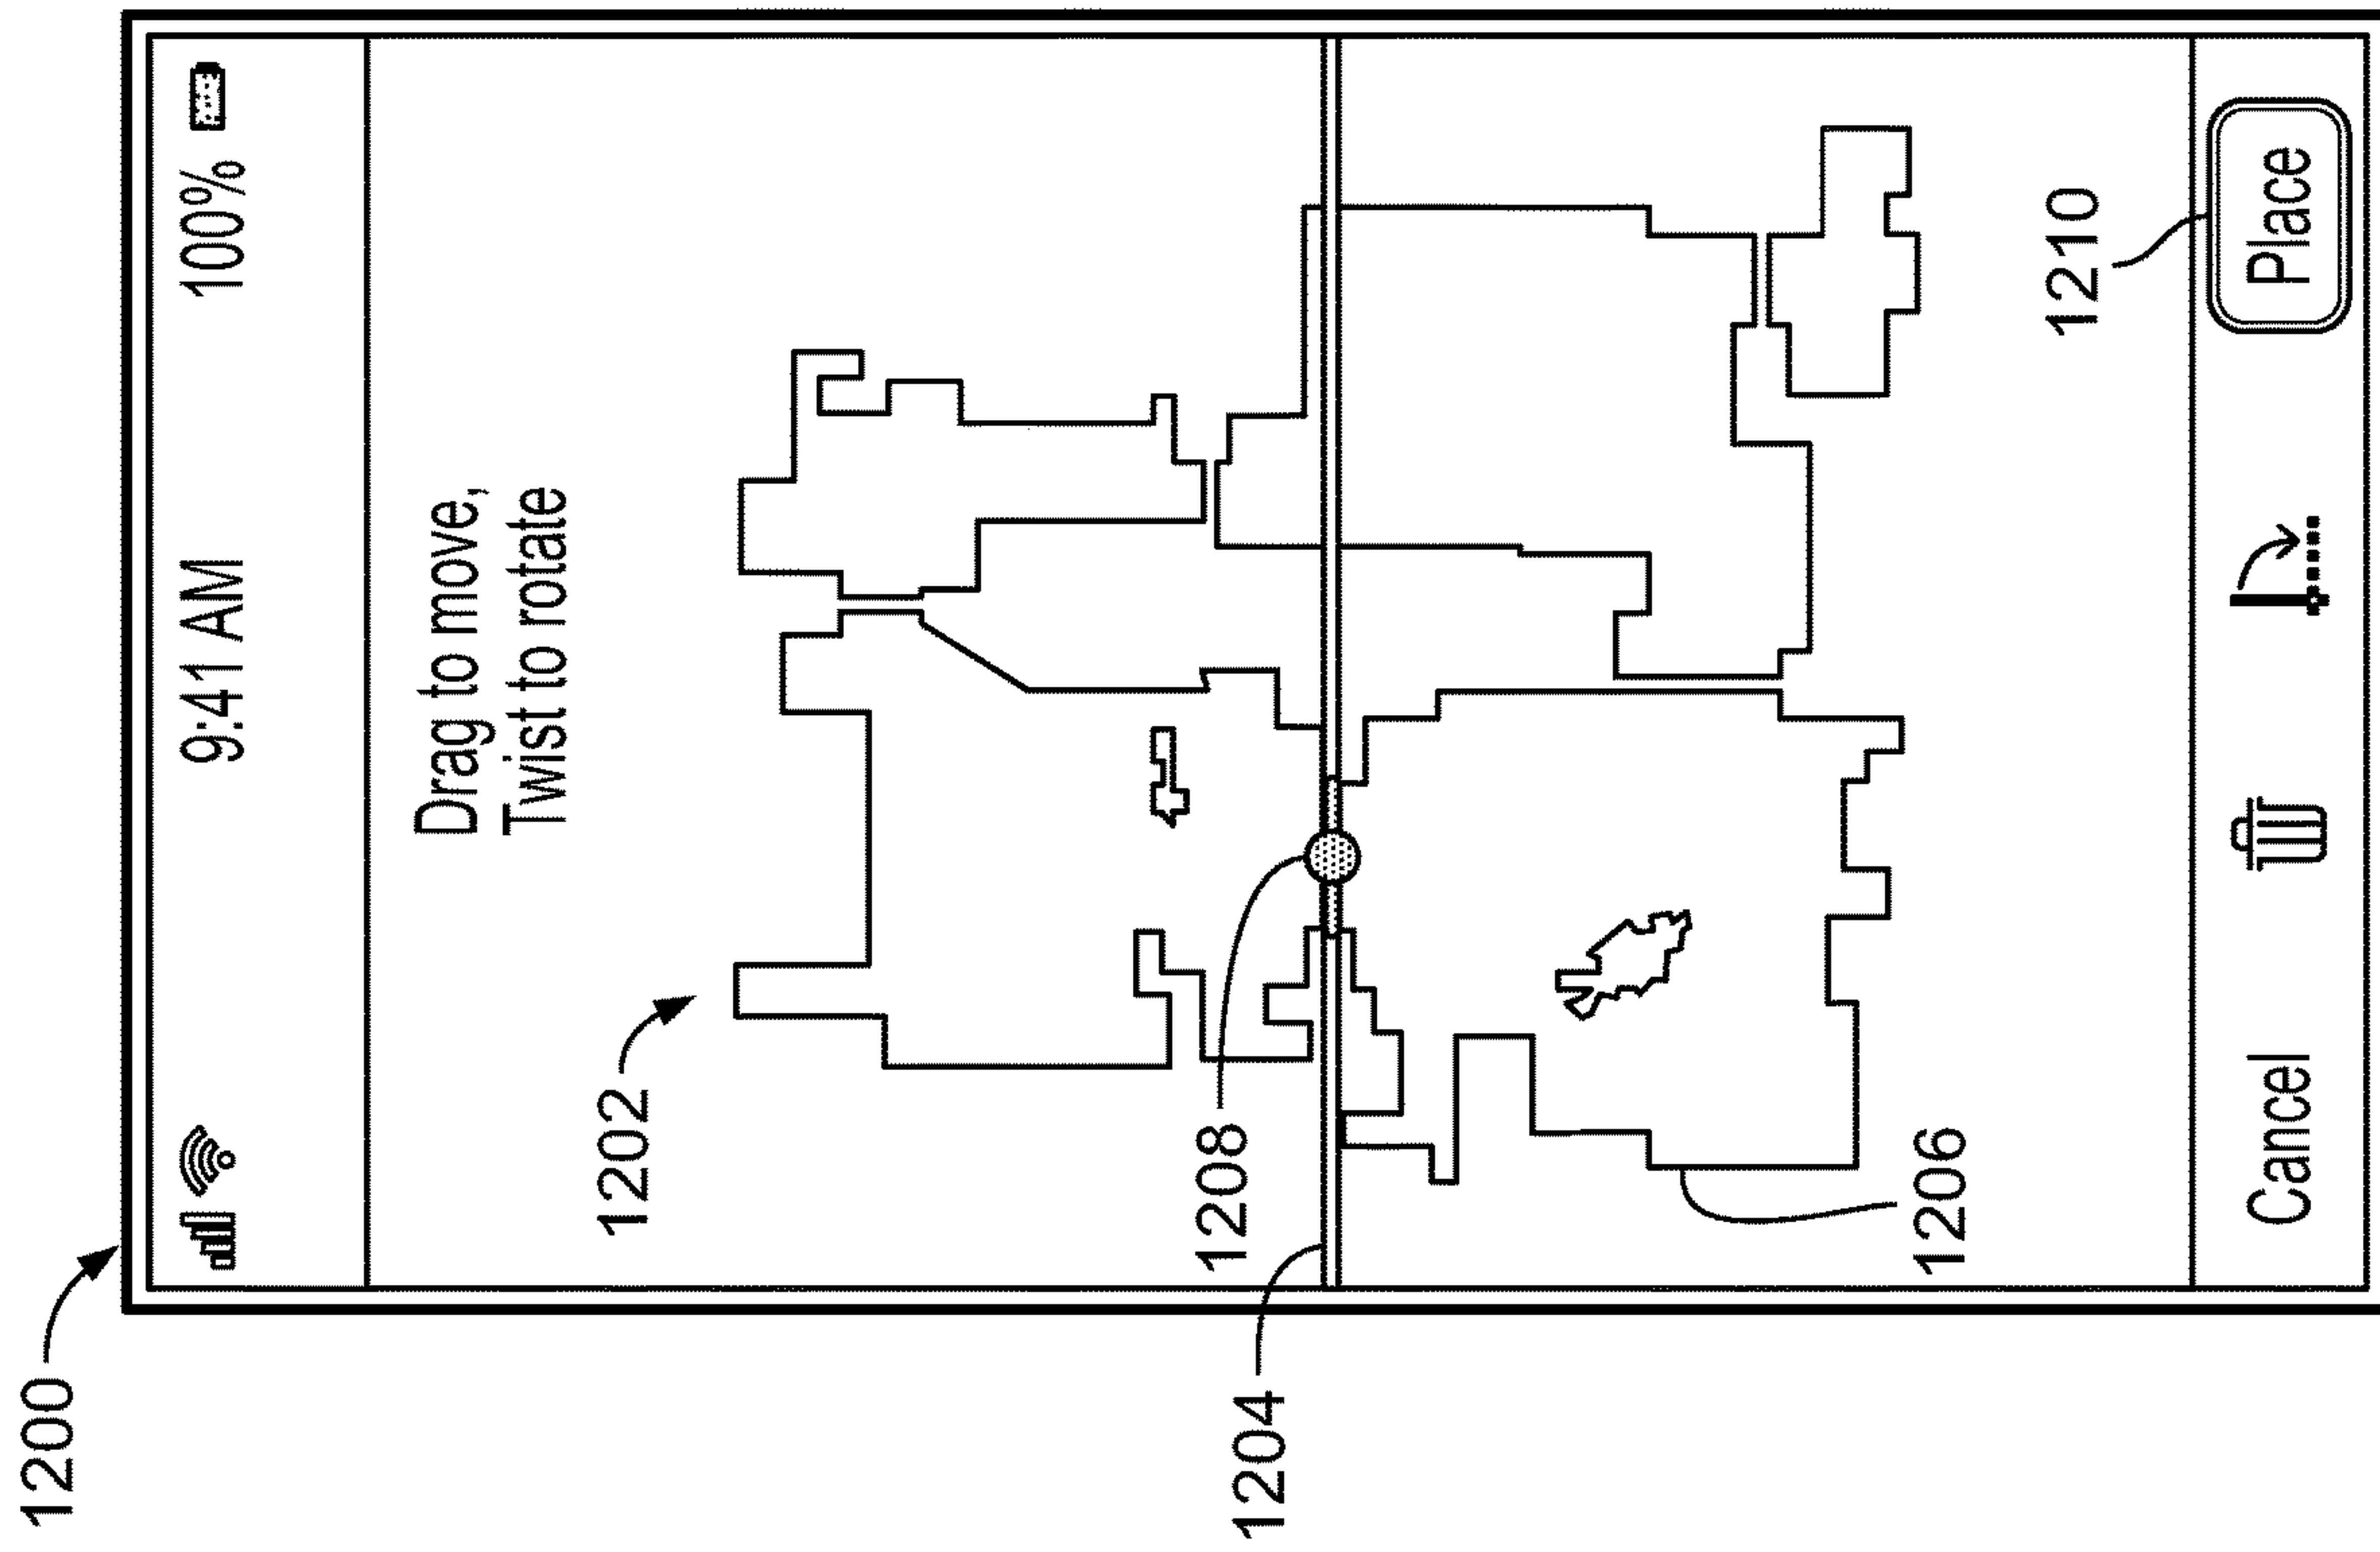 1200
9:41 AM
100%
Drag to move,
Twist to rotate
1202
1208
1204
1206
1210
Cancel
Place